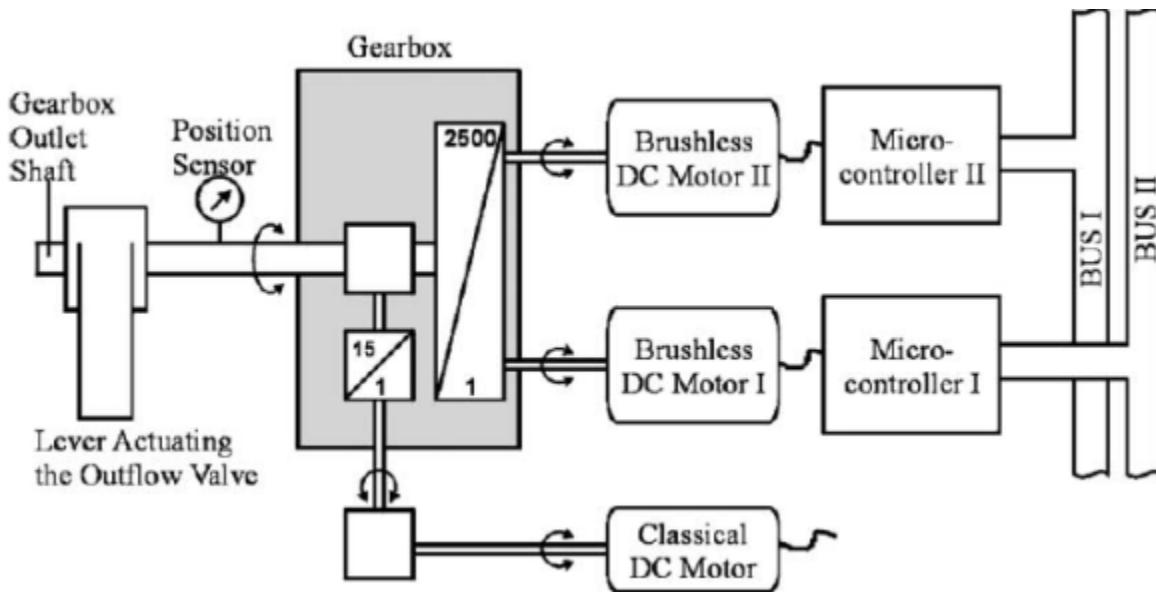 Gearbox
Gearbox
Outlet
Shaft
Position
Sensor
2500
1
15
1
Brushless
DC Motor II
Micro-
controller II
BUS I
BUS II
Brushless
DC Motor I
Micro-
controller I
Lever Actuating
the Outflow Valve
Classical
DC Motor